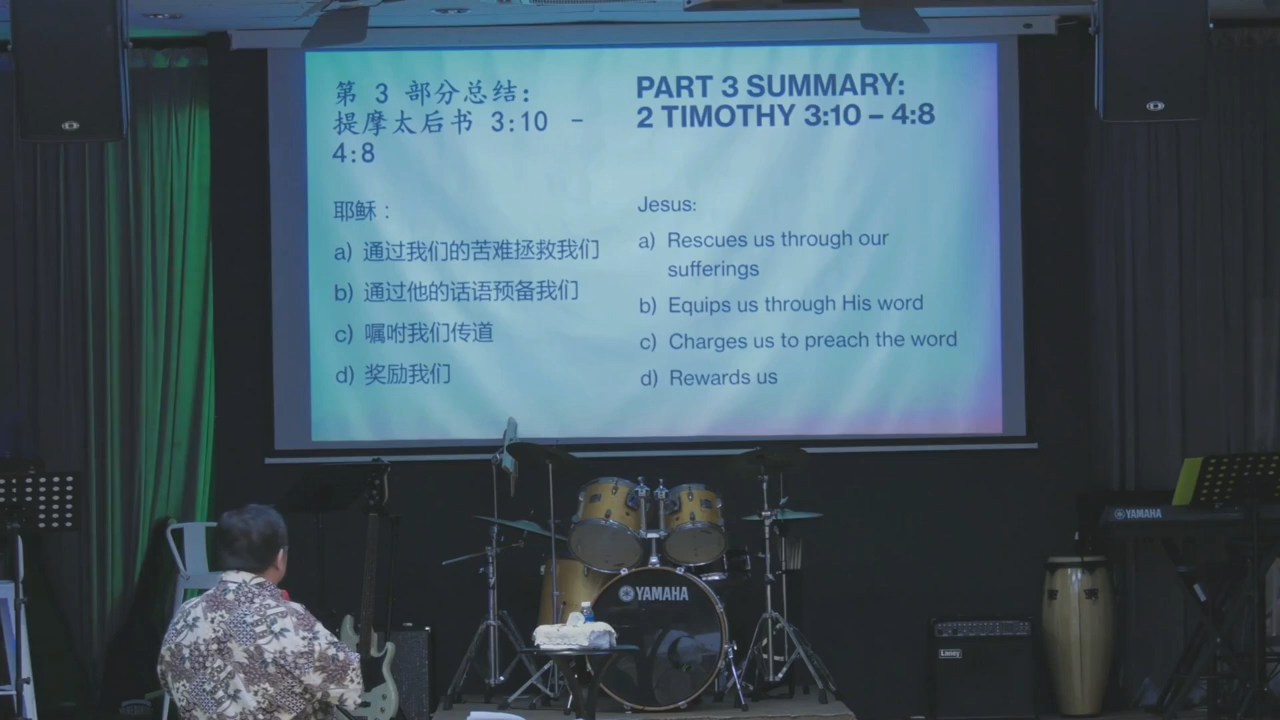 第 3 部分总结：
提摩太后书 3:10 -
4:8
耶稣：
a) 通过我们的苦难拯救我们
b) 通过他的话语预备我们
c) 嘱咐我们传道
d) 奖励我们
PART 3 SUMMARY:
2 TIMOTHY 3:10 – 4:8
Jesus:
a) Rescues us through our
sufferings
b) Equips us through His word
c) Charges us to preach the word
d) Rewards us
YAMAHA
YAMAHA
Laney